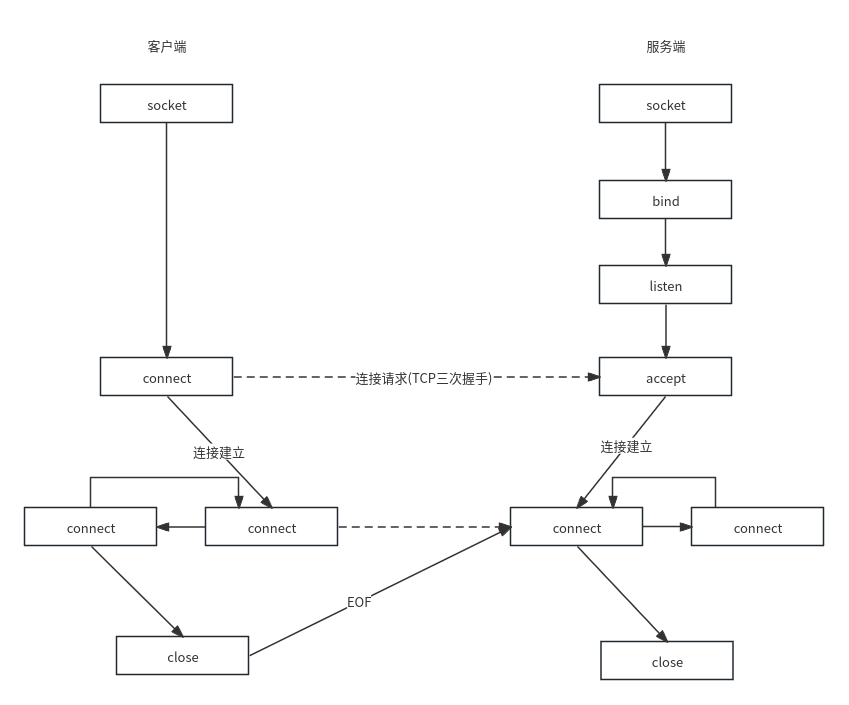 客户端
服务端
socket
socket
bind
listen
connect
连接请求(TCP三次握手)
accept
连接建立
连接建立
connect
connect
connect
connect
EOF
close
close